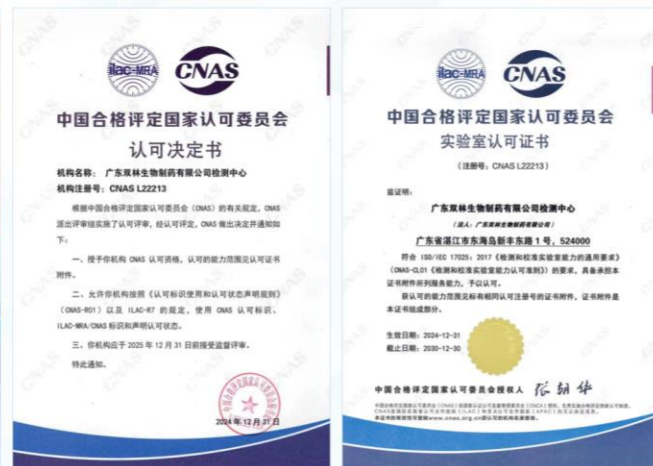 ilac-MRA
CNAS
中国合格评定国家认可委员会
认可决定书
机构名称： 广东双林生物制药有限公司检测中心
机构注册号：CNAS L22213
根据中国合格评定国家认可委员会（CNAS）的有关规定，CNAS
派出评审组实施了认可评审，经认可评定，CNAS 做出决定并通知如
下：
一、授予你机构 CNAS 认可资格，认可的能力范围见认可证书
附件。
二、允许你机构按照《认可标识使用和认可状态声明规则》
（CNAS-R01）以及 ILAC-R7 的规定，使用 CNAS 认可标识、
ILAC-MRA/CNAS 标识和声明认可状态。
三、你机构应于 2025 年 12 月 31 日前接受监督评审。
特此通知。
2024 年 12 月 31 日
ilac-MRA
CNAS
中国合格评定国家认可委员会
实验室认可证书
（注册号：CNAS L22213）
兹证明：
广东双林生物制药有限公司检测中心
（法人：广东双林生物制药有限公司）
广东省湛江市东海岛新丰东路 1 号，524000
符合 ISO/IEC 17025：2017《检测和校准实验室能力的通用要求》
（CNAS-CL01《检测和校准实验室能力认可准则》）的要求，具备承担本
证书附件所列服务能力，予以认可。
获认可的能力范围见标有相同认可注册号的证书附件，证书附件是
本证书组成部分。
生效日期：2024-12-31
截止日期：2030-12-30
中国合格评定国家认可委员会授权人 张朝华